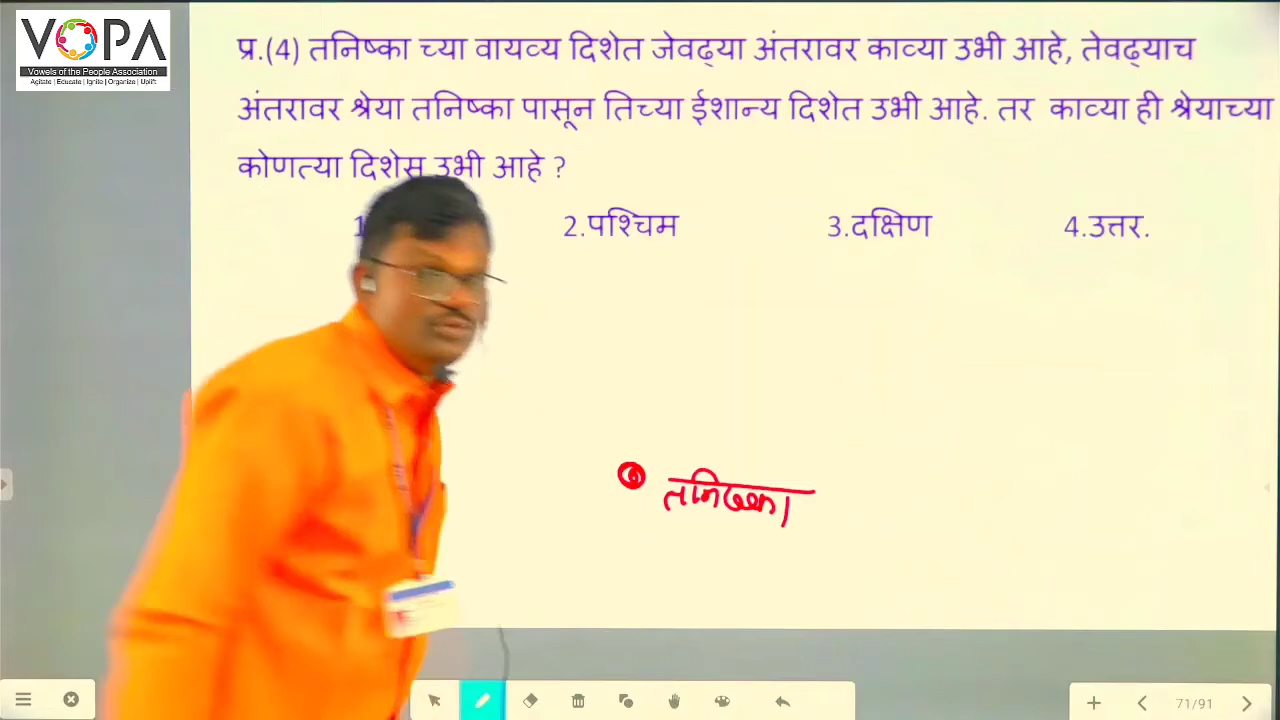 VOPA
Vowels of the People Association
Agitate | Educate | Ignite | Organize | Uplift
प्र.(4) तनिष्का च्या वायव्य दिशेत जेवढ्या अंतरावर काव्या उभी आहे, तेवढ्याच
अंतरावर श्रेया तनिष्का पासून तिच्या ईशान्य दिशेत उभी आहे. तर काव्या ही श्रेयाच्या
कोणत्या दिशेस उभी आहे ?
2.पश्चिम 3.दक्षिण 4.उत्तर.
तनिष्का
71/91